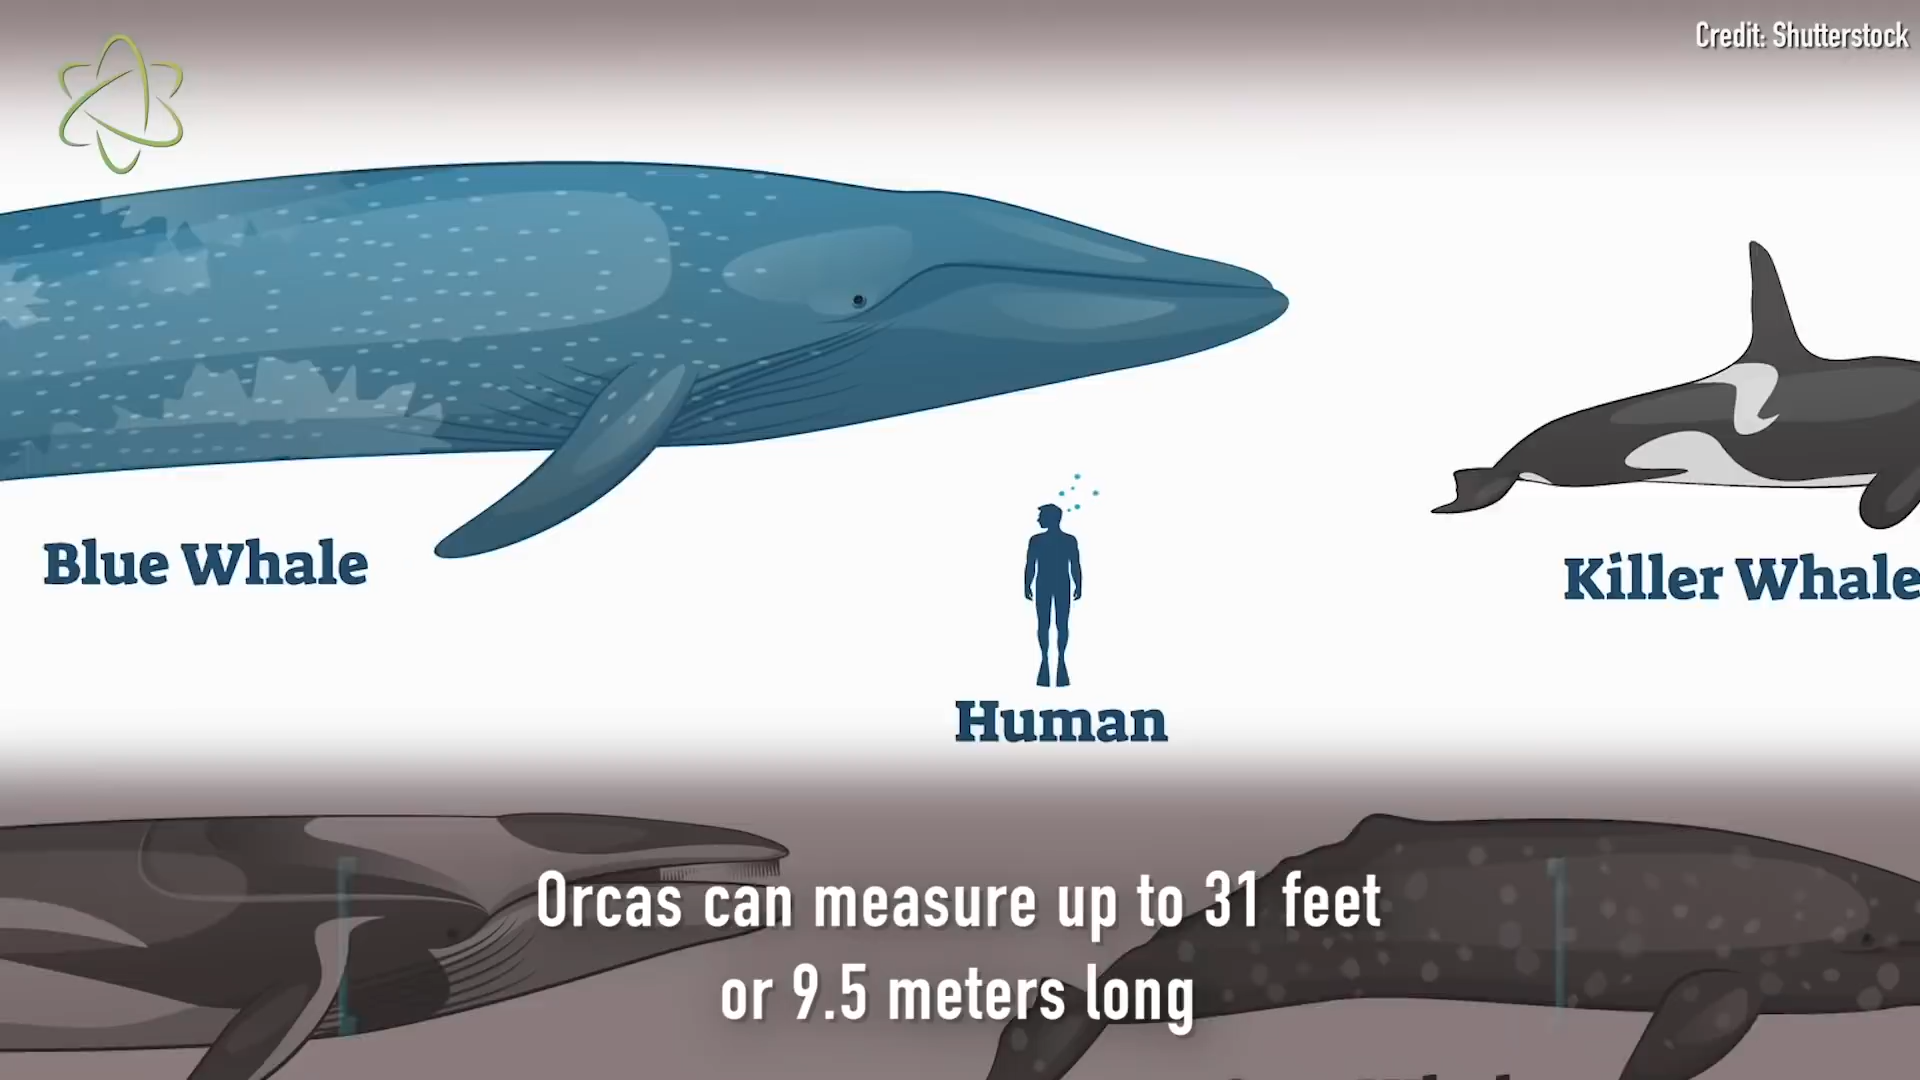 Credit: Shutterstock
Blue Whale
Killer Whale
Human
Orcas can measure up to 31 feet
or 9.5 meters long